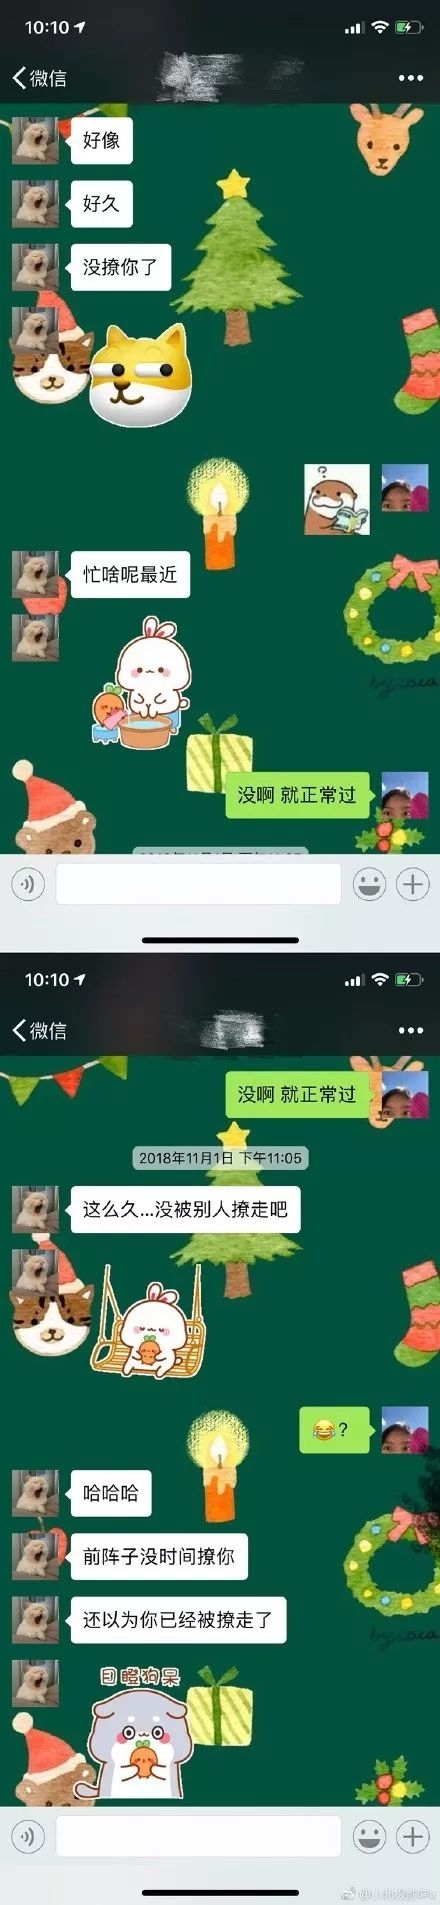 10:10
微信
好像
好久
没撩你了
?
忙啥呢最近
没啊 就正常过
10:10
微信
没啊 就正常过
2018年11月1日 下午11:05
这么久...没被别人撩走吧
😂?
哈哈哈
前阵子没时间撩你
还以为你已经被撩走了
目瞪狗呆